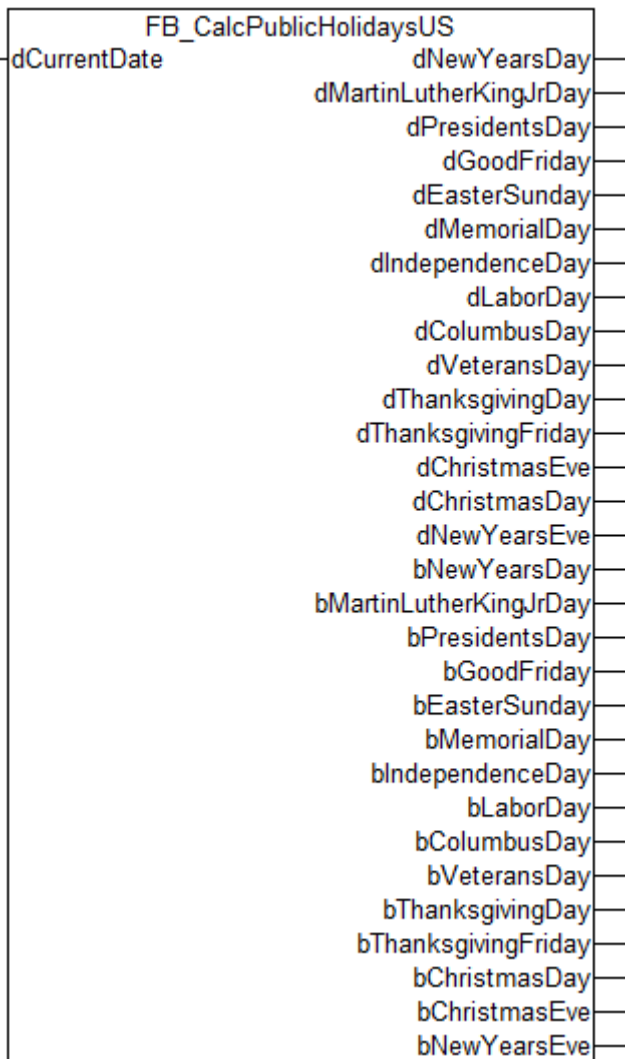 FB_CalcPublicHolidaysUS
dCurrentDate dNewYearsDay
dMartinLutherKingJrDay
dPresidentsDay
dGoodFriday
dEasterSunday
dMemorialDay
dIndependenceDay
dLaborDay
dColumbusDay
dVeteransDay
dThanksgivingDay
dThanksgivingFriday
dChristmasEve
dChristmasDay
dNewYearsEve
bNewYearsDay
bMartinLutherKingJrDay
bPresidentsDay
bGoodFriday
bEasterSunday
bMemorialDay
bIndependenceDay
bLaborDay
bColumbusDay
bVeteransDay
bThanksgivingDay
bThanksgivingFriday
bChristmasDay
bChristmasEve
bNewYearsEve